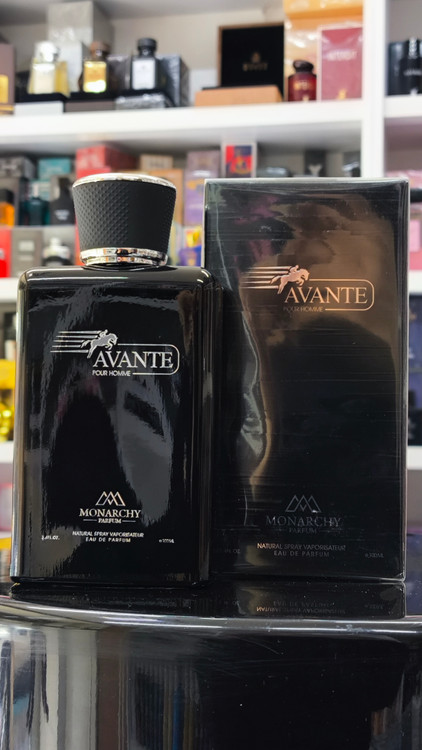 AVANTE
POUR HOMME
MONARCHY
PARFUM
NATURAL SPRAY VAPORISATEUR
EAU DE PARFUM
AVANTE
POUR HOMME
MONARCHY
PARFUM
NATURAL SPRAY VAPORISATEUR
EAU DE PARFUM